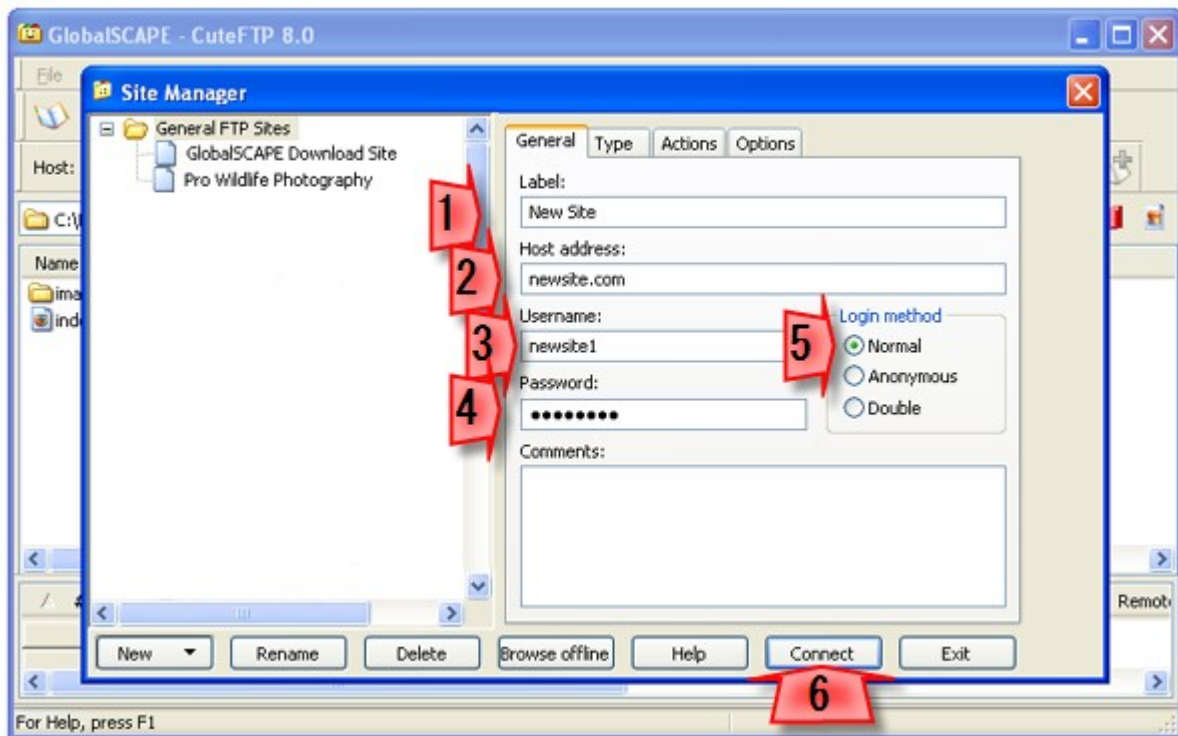 GlobalSCAPE - CuteFTP 8.0
File
Site Manager
General FTP Sites
GlobalSCAPE Download Site
Pro Wildlife Photography
General Type Actions Options
Host:
Label:
1
New Site
C:\
Host address:
Name
2
newsite.com
Username:
Login method
3
newsite1
5
Normal
Password:
Anonymous
4
••••••••
Double
Comments:
#
New Rename Delete Browse offline Help Connect Exit
6
For Help, press F1